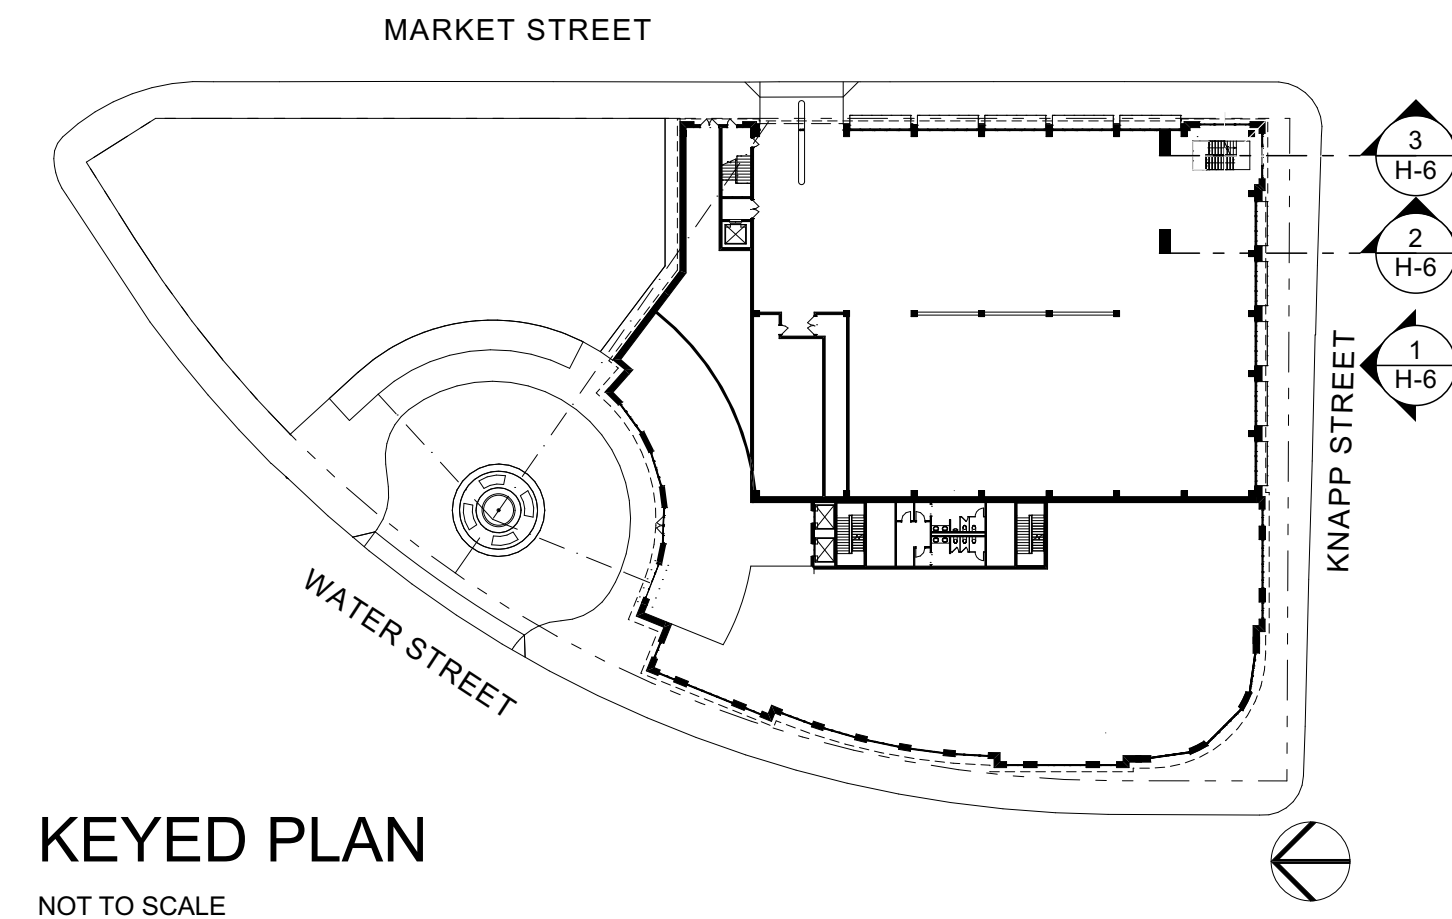 MARKET STREET
3
H-6
2
H-6
1
H-6
KNAPP STREET
WATER STREET
KEYED PLAN
NOT TO SCALE